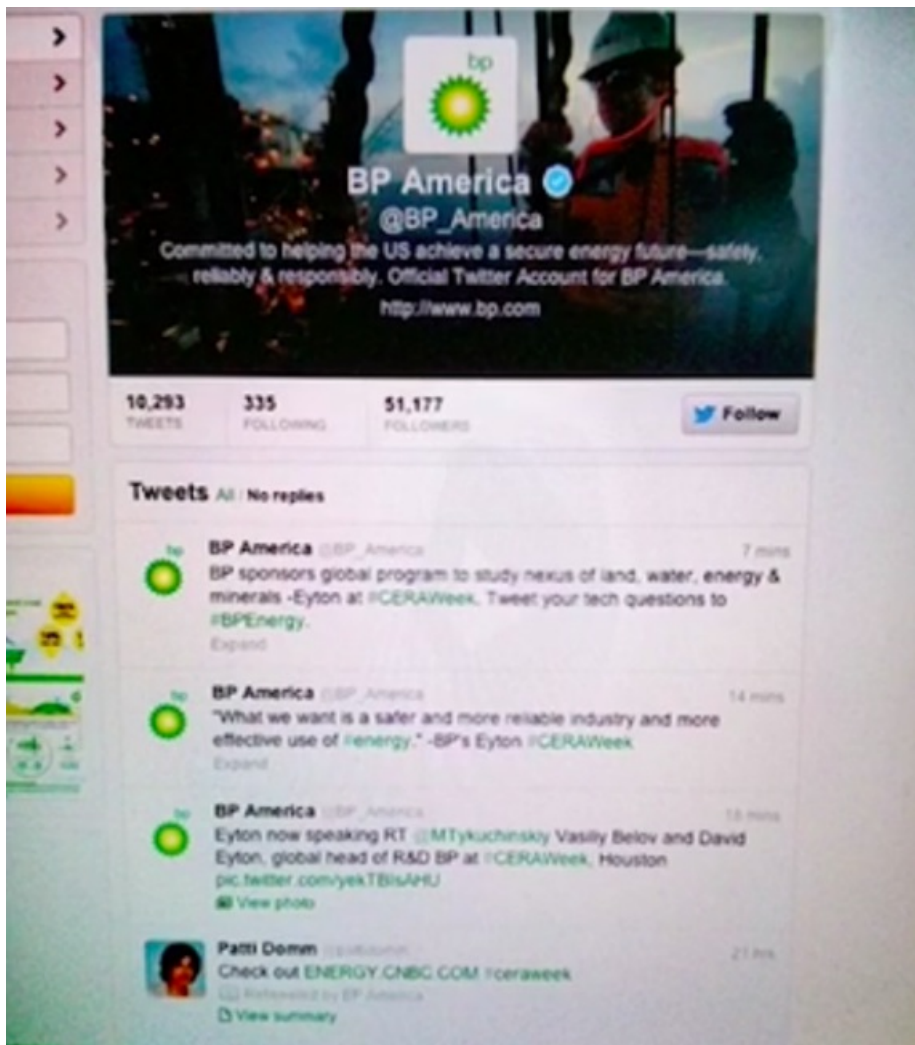 bp
BP America
@BP_America
Committed to helping the US achieve a secure energy future—safely,
reliably & responsibly. Official Twitter Account for BP America.
http://www.bp.com
10,293 335 51,177
TWEETS FOLLOWING FOLLOWERS
Follow
Tweets All / No replies
bp
BP America @BP_America 7 mins
BP sponsors global program to study nexus of land, water, energy &
minerals -Eyton at #CERAWeek. Tweet your tech questions to
#BPEnergy.
Expand
bp
BP America @BP_America 14 mins
"What we want is a safer and more reliable industry and more
effective use of #energy." -BP's Eyton #CERAWeek
Expand
bp
BP America @BP_America mins
Eyton now speaking RT @MTykuchinskiy Vasiliy Belov and David
Eyton, global head of R&D BP at #CERAWeek, Houston
pic.twitter.com/yekTBIsAHU
View photo
Patti Domm @pattidomm 21 hrs
Check out ENERGY.CNBC.COM #ceraweek
Retweeted by BP America
View summary